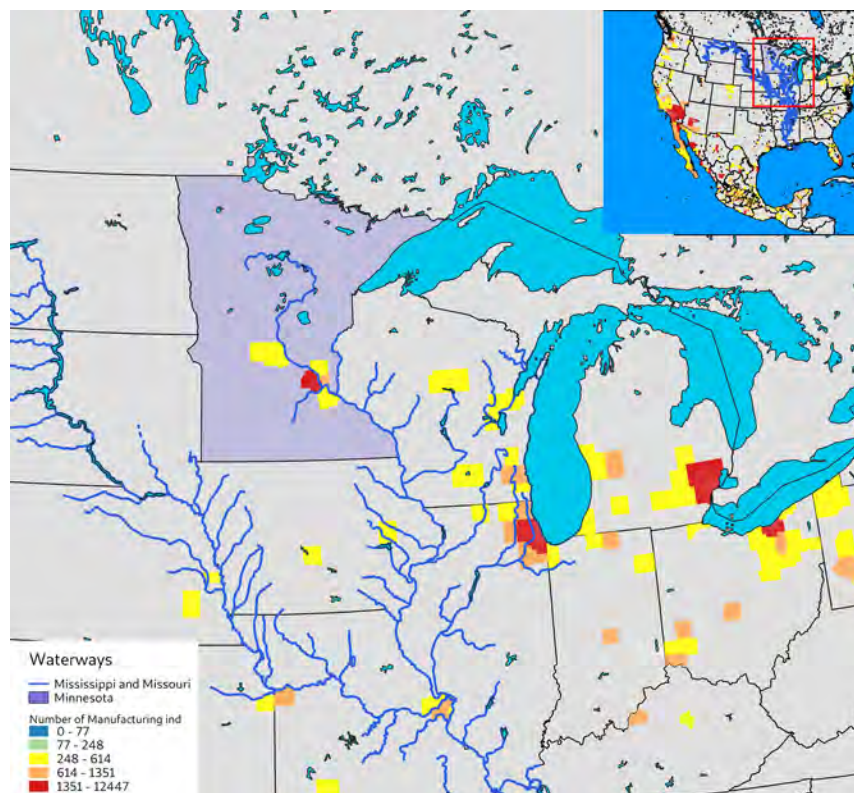 Waterways
Mississippi and Missouri
Minnesota
Number of Manufacturing ind
0 - 77
77 - 248
248 - 614
614 - 1351
1351 - 12447